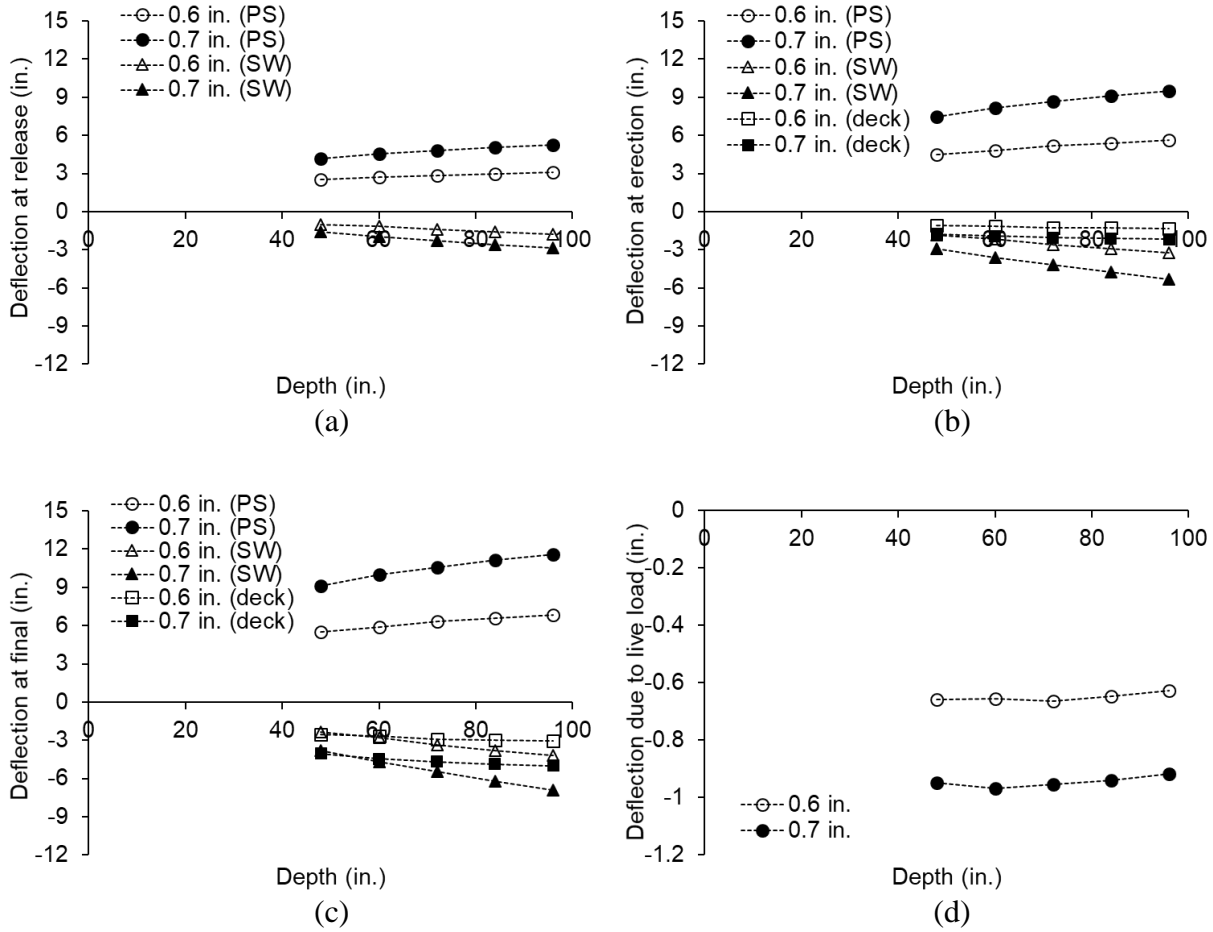 15
12
9
6
3
0
-3
-6
-9
-12
Deflection at release (in.)
0.6 in. (PS)
0.7 in. (PS)
0.6 in. (SW)
0.7 in. (SW)
0 20 40 60 80 100
Depth (in.)
(a)
15
12
9
6
3
0
-3
-6
-9
-12
Deflection at erection (in.)
0.6 in. (PS)
0.7 in. (PS)
0.6 in. (SW)
0.7 in. (SW)
0.6 in. (deck)
0.7 in. (deck)
0 20 40 60 80 100
Depth (in.)
(b)
15
12
9
6
3
0
-3
-6
-9
-12
Deflection at final (in.)
0.6 in. (PS)
0.7 in. (PS)
0.6 in. (SW)
0.7 in. (SW)
0.6 in. (deck)
0.7 in. (deck)
0 20 40 60 80 100
Depth (in.)
(c)
0
-0.2
-0.4
-0.6
-0.8
-1
-1.2
Deflection due to live load (in.)
0 20 40 60 80 100
0.6 in.
0.7 in.
Depth (in.)
(d)